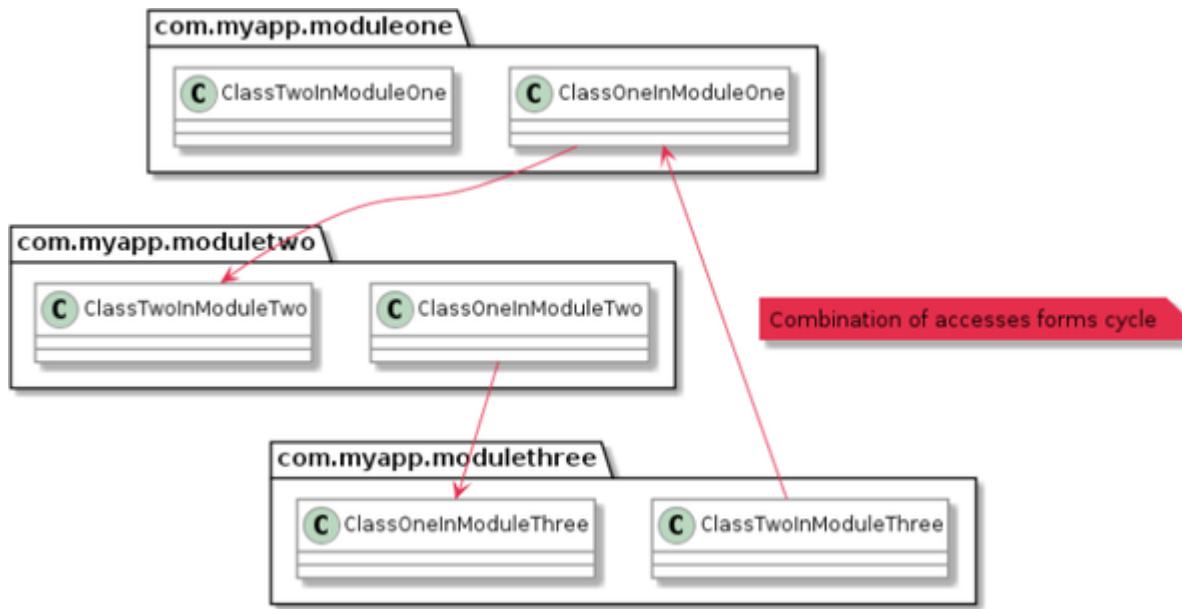 com.myapp.moduleone
C ClassTwoInModuleOne
C ClassOneInModuleOne
com.myapp.moduletwo
C ClassTwoInModuleTwo
C ClassOneInModuleTwo
Combination of accesses forms cycle
com.myapp.modulethree
C ClassOneInModuleThree
C ClassTwoInModuleThree